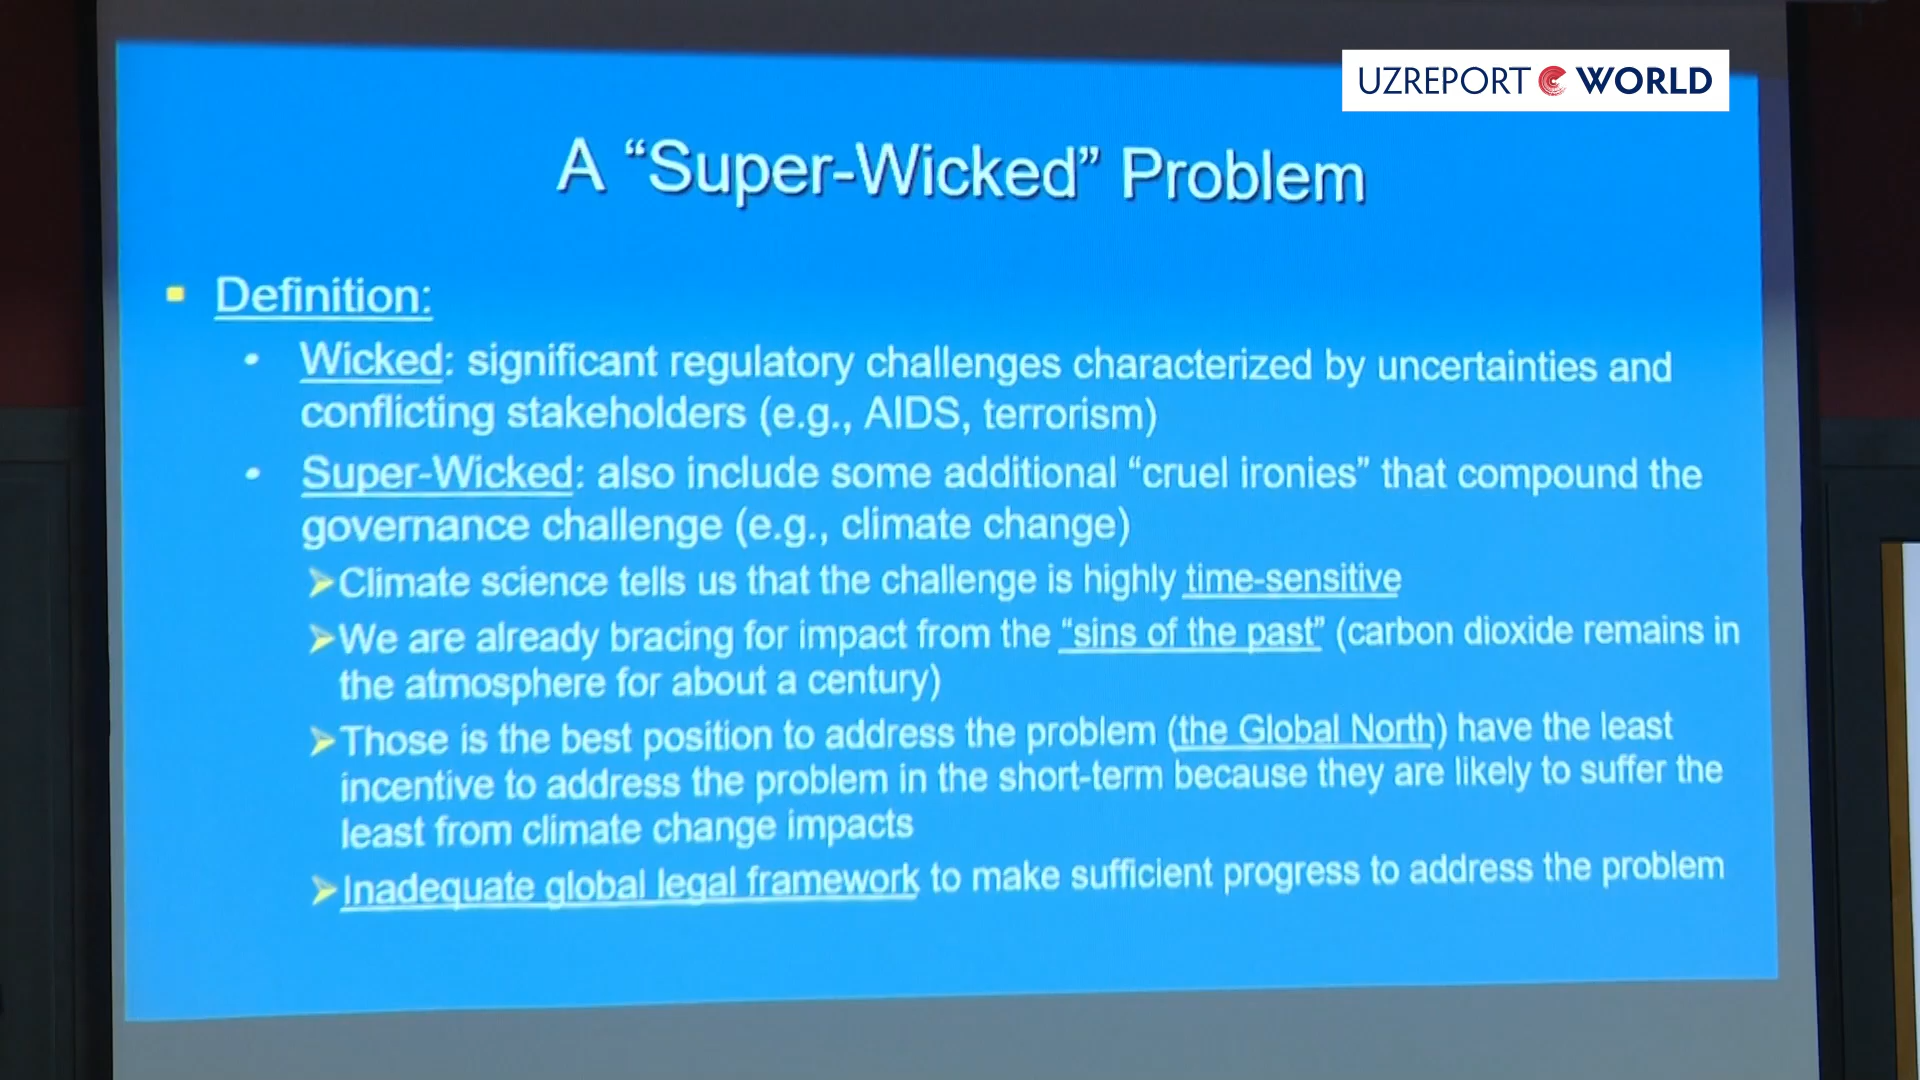 UZREPORT WORLD
A “Super-Wicked” Problem
Definition:
Wicked: significant regulatory challenges characterized by uncertainties and
conflicting stakeholders (e.g., AIDS, terrorism)
Super-Wicked: also include some additional “cruel ironies” that compound the
governance challenge (e.g., climate change)
Climate science tells us that the challenge is highly time-sensitive
We are already bracing for impact from the “sins of the past” (carbon dioxide remains in
the atmosphere for about a century)
Those is the best position to address the problem (the Global North) have the least
incentive to address the problem in the short-term because they are likely to suffer the
least from climate change impacts
Inadequate global legal framework to make sufficient progress to address the problem